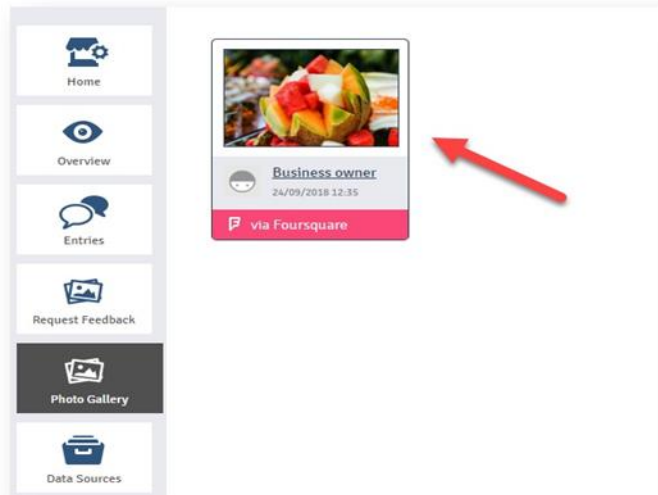 Home
Overview
Entries
Request Feedback
Photo Gallery
Data Sources
Business owner
24/09/2018 12:35
via Foursquare